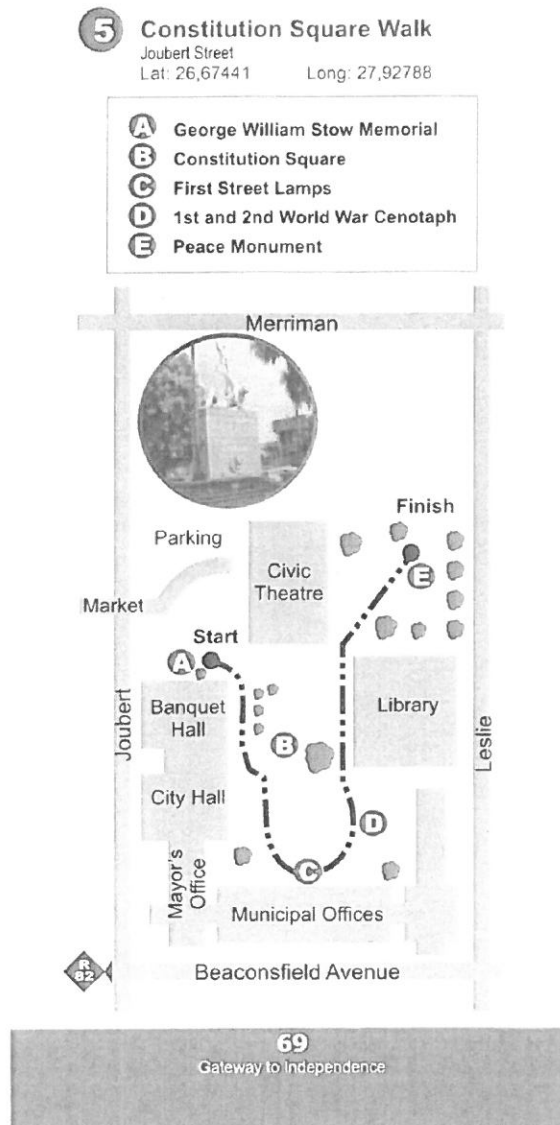 5 Constitution Square Walk
Joubert Street
Lat: 26,67441 Long: 27,92788
A George William Stow Memorial
B Constitution Square
C First Street Lamps
D 1st and 2nd World War Cenotaph
E Peace Monument
Merriman
Finish
Parking
Civic
Theatre
E
Market
Start
A
Joubert
Banquet
Hall
Library
Leslie
B
City Hall
D
Mayor's
Office
C
Municipal Offices
R
82
Beaconsfield Avenue
69
Gateway to Independence